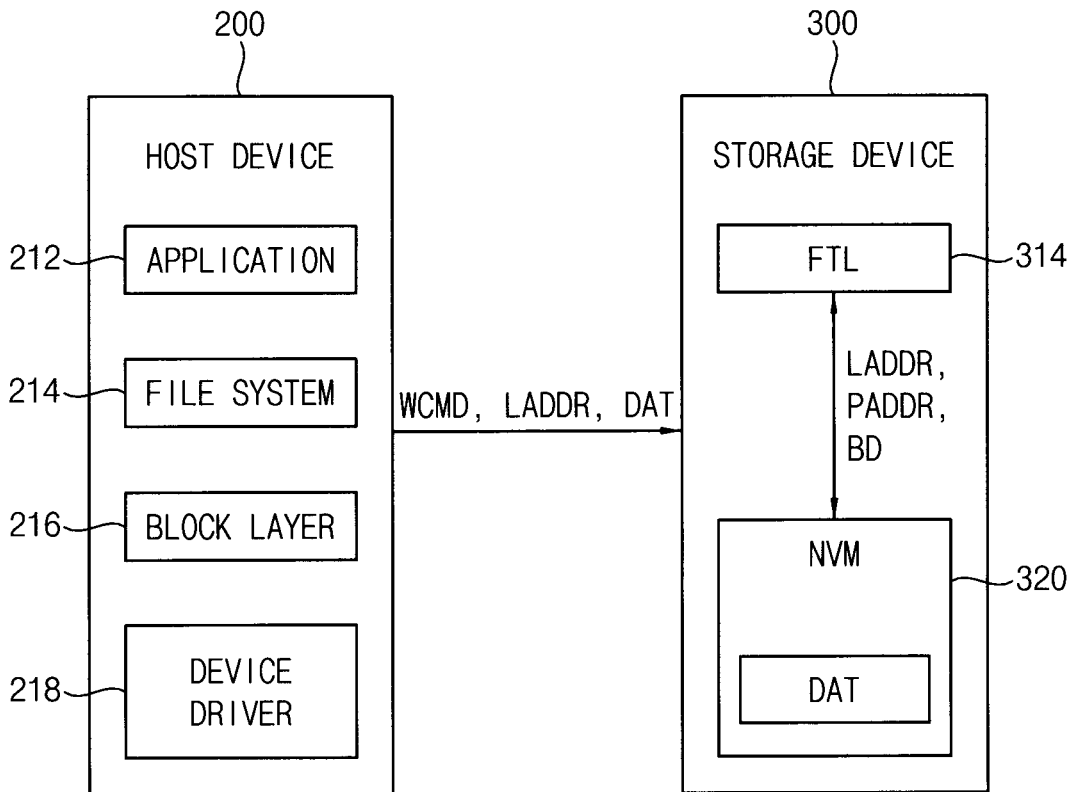 200
300
HOST DEVICE
STORAGE DEVICE
212
APPLICATION
FTL
314
214
FILE SYSTEM
WCMD, LADDR, DAT
LADDR,
PADDR,
BD
216
BLOCK LAYER
NVM
320
218
DEVICE
DRIVER
DAT